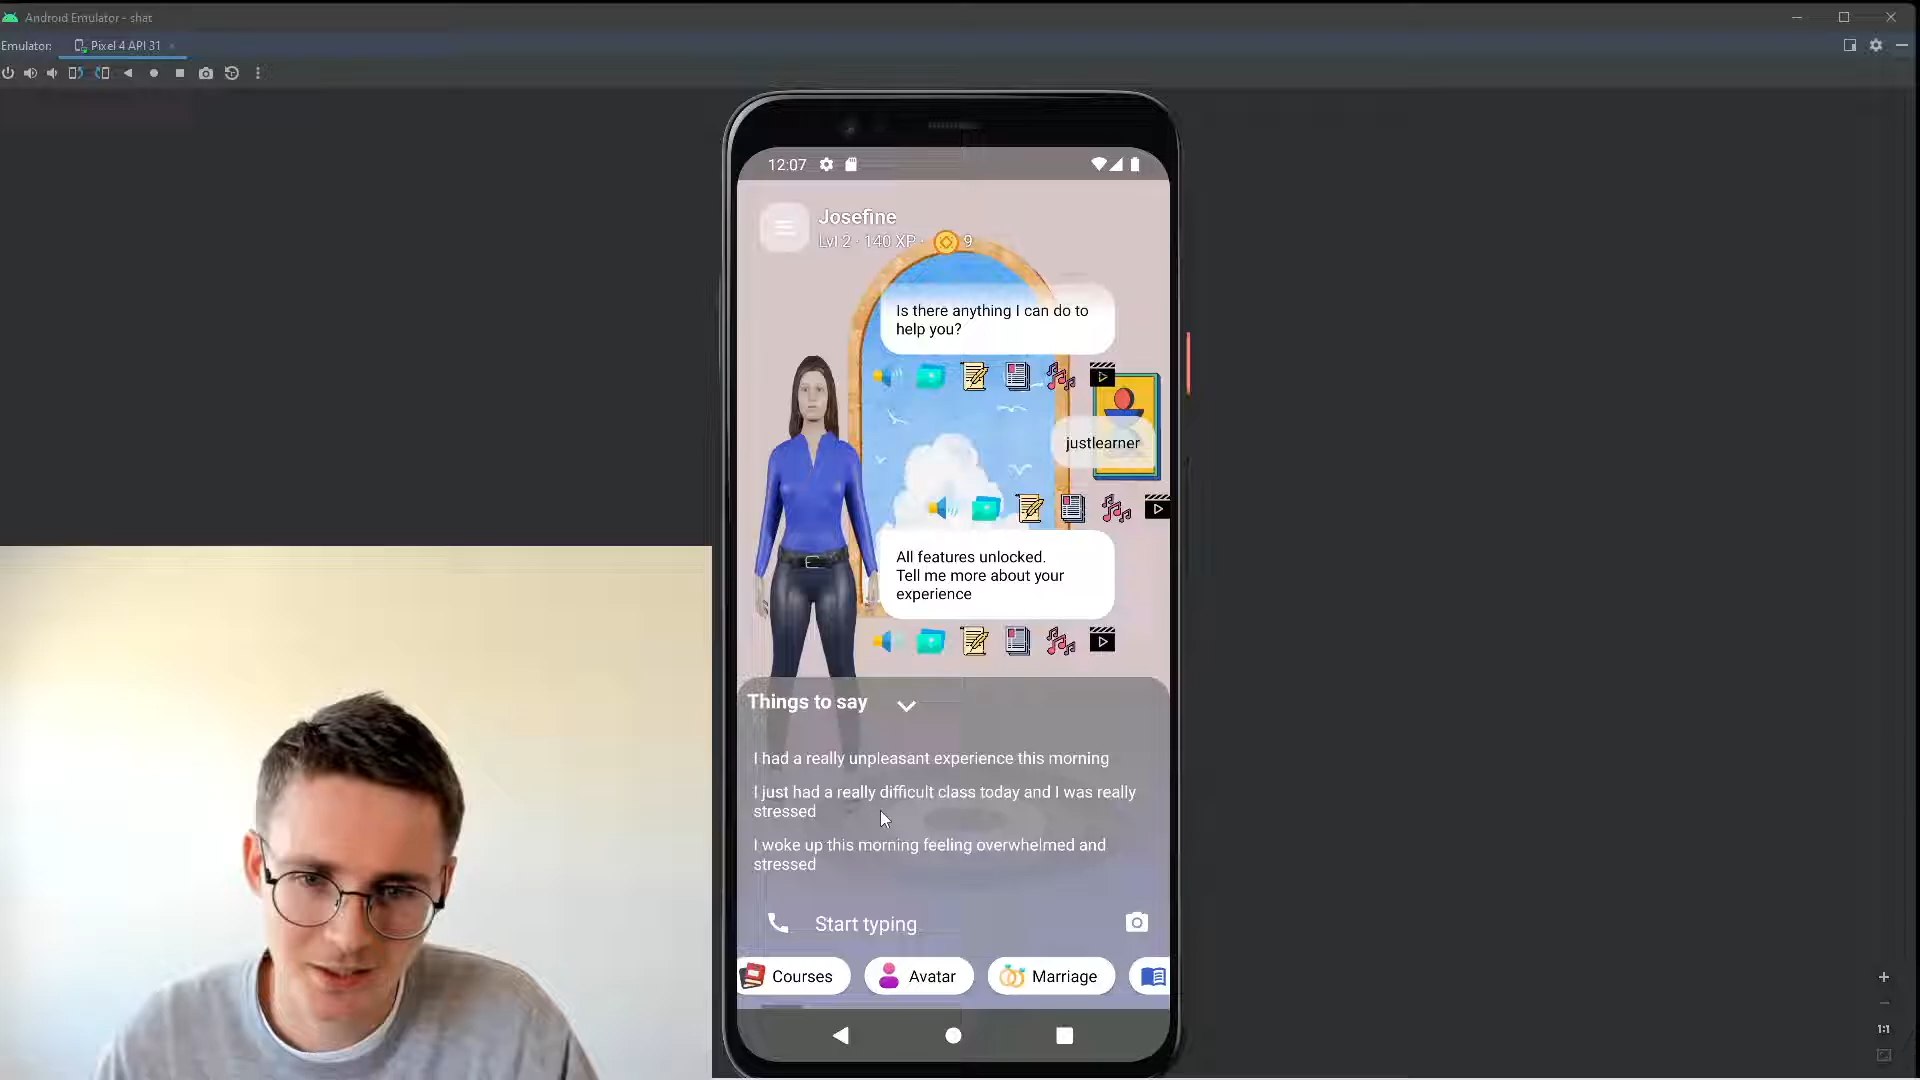 Android Emulator - shat
Emulator:
Pixel 4 API 31
12:07
Josefine
Lvl 2 · 140 XP ·
9
Is there anything I can do to
help you?
justlearner
All features unlocked.
Tell me more about your
experience
Things to say
I had a really unpleasant experience this morning
I just had a really difficult class today and I was really
stressed
I woke up this morning feeling overwhelmed and
stressed
Start typing
Courses
Avatar
Marriage
1:1